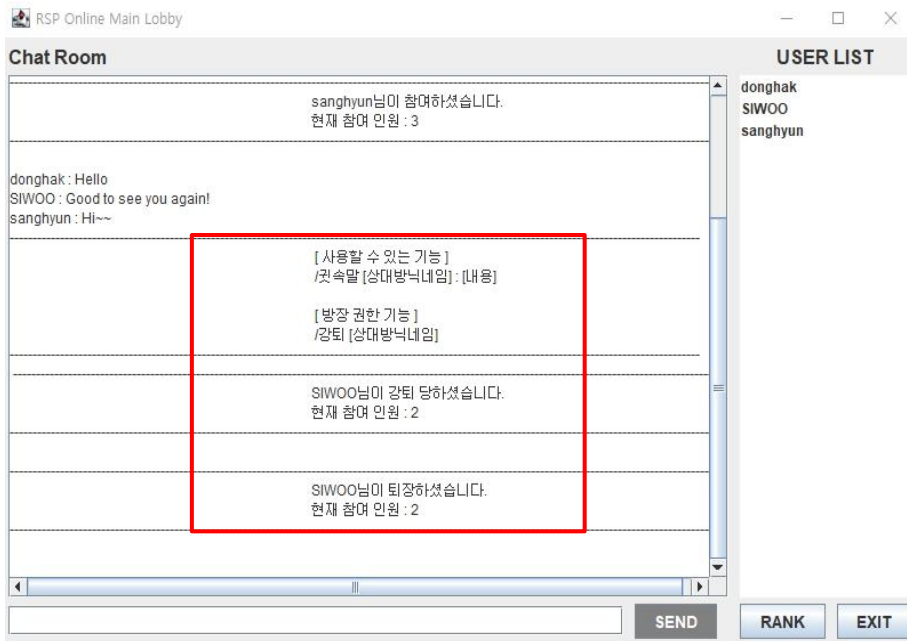 RSP Online Main Lobby
Chat Room
USER LIST
sanghyun님이 참여하셨습니다.
현재 참여 인원 : 3
donghak : Hello
SIWOO : Good to see you again!
sanghyun : Hi~~
[ 사용할 수 있는 기능 ]
/귓속말 [상대방닉네임] : [내용]
[ 방장 권한 기능 ]
/강퇴 [상대방닉네임]
SIWOO님이 강퇴 당하셨습니다.
현재 참여 인원 : 2
SIWOO님이 퇴장하셨습니다.
현재 참여 인원 : 2
donghak
SIWOO
sanghyun
SEND
RANK
EXIT